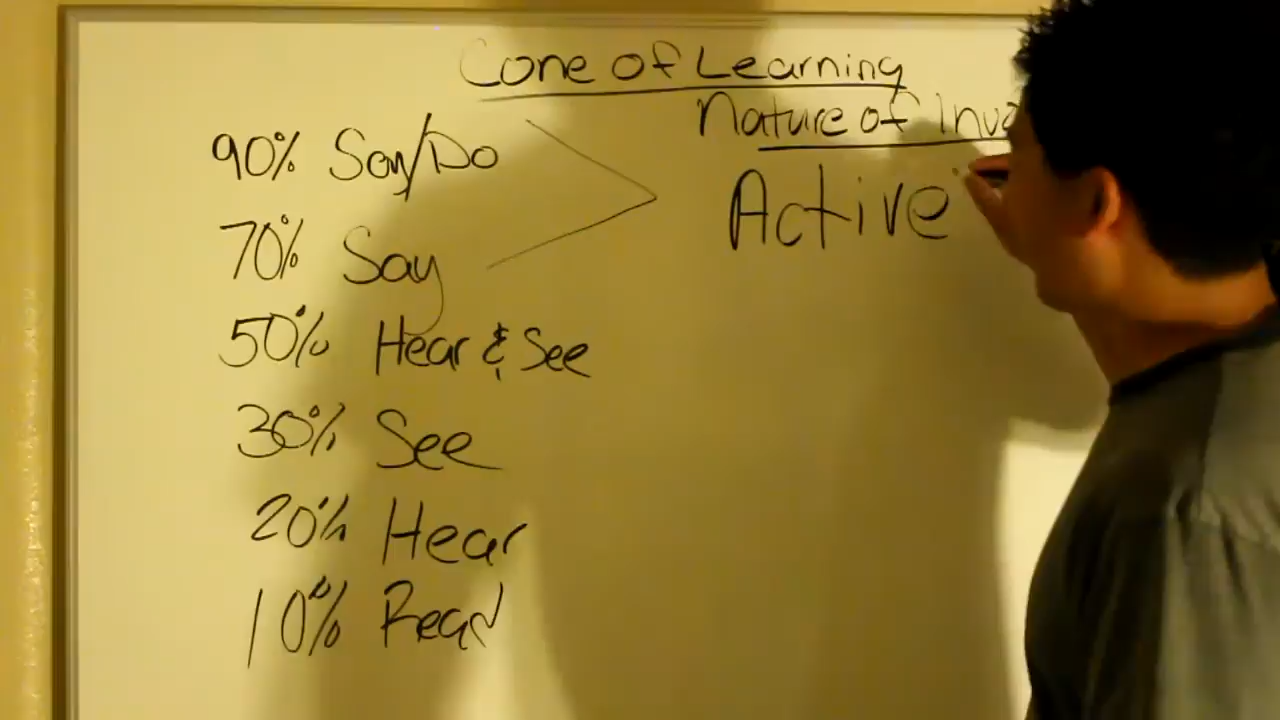 Cone of Learning
Nature of
90% Say/Do
Active
70% Say
50% Hear & See
30% See
20% Hear
10% Read